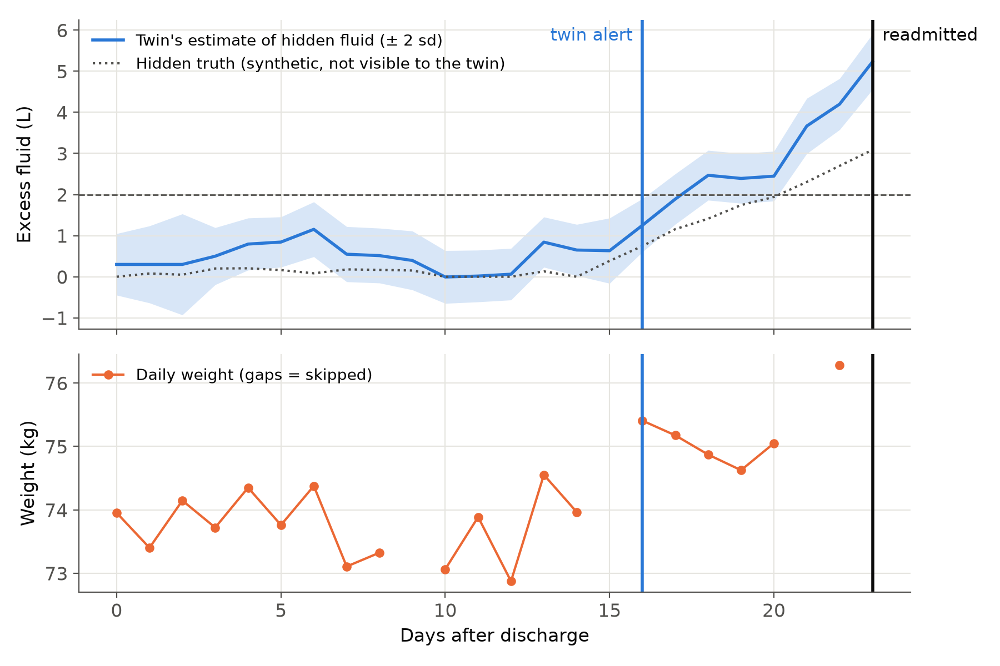 6
5
4
3
2
1
0
−1
Excess fluid (L)
Twin's estimate of hidden fluid (± 2 sd)
Hidden truth (synthetic, not visible to the twin)
twin alert
readmitted
76
75
74
73
Weight (kg)
Daily weight (gaps = skipped)
0 5 10 15 20
Days after discharge